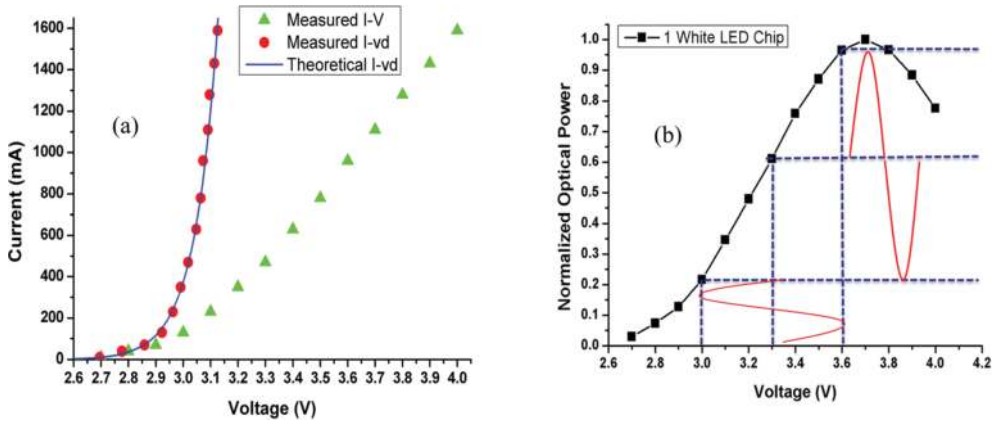 1600
1400
1200
1000
800
600
400
200
0
Current (mA)
Measured I-V
Measured I-vd
Theoretical I-vd
(a)
2.6 2.7 2.8 2.9 3.0 3.1 3.2 3.3 3.4 3.5 3.6 3.7 3.8 3.9 4.0
Voltage (V)
1.0
0.9
0.8
0.7
0.6
0.5
0.4
0.3
0.2
0.1
0.0
Normalized Optical Power
1 White LED Chip
(b)
2.6 2.8 3.0 3.2 3.4 3.6 3.8 4.0 4.2
Voltage (V)